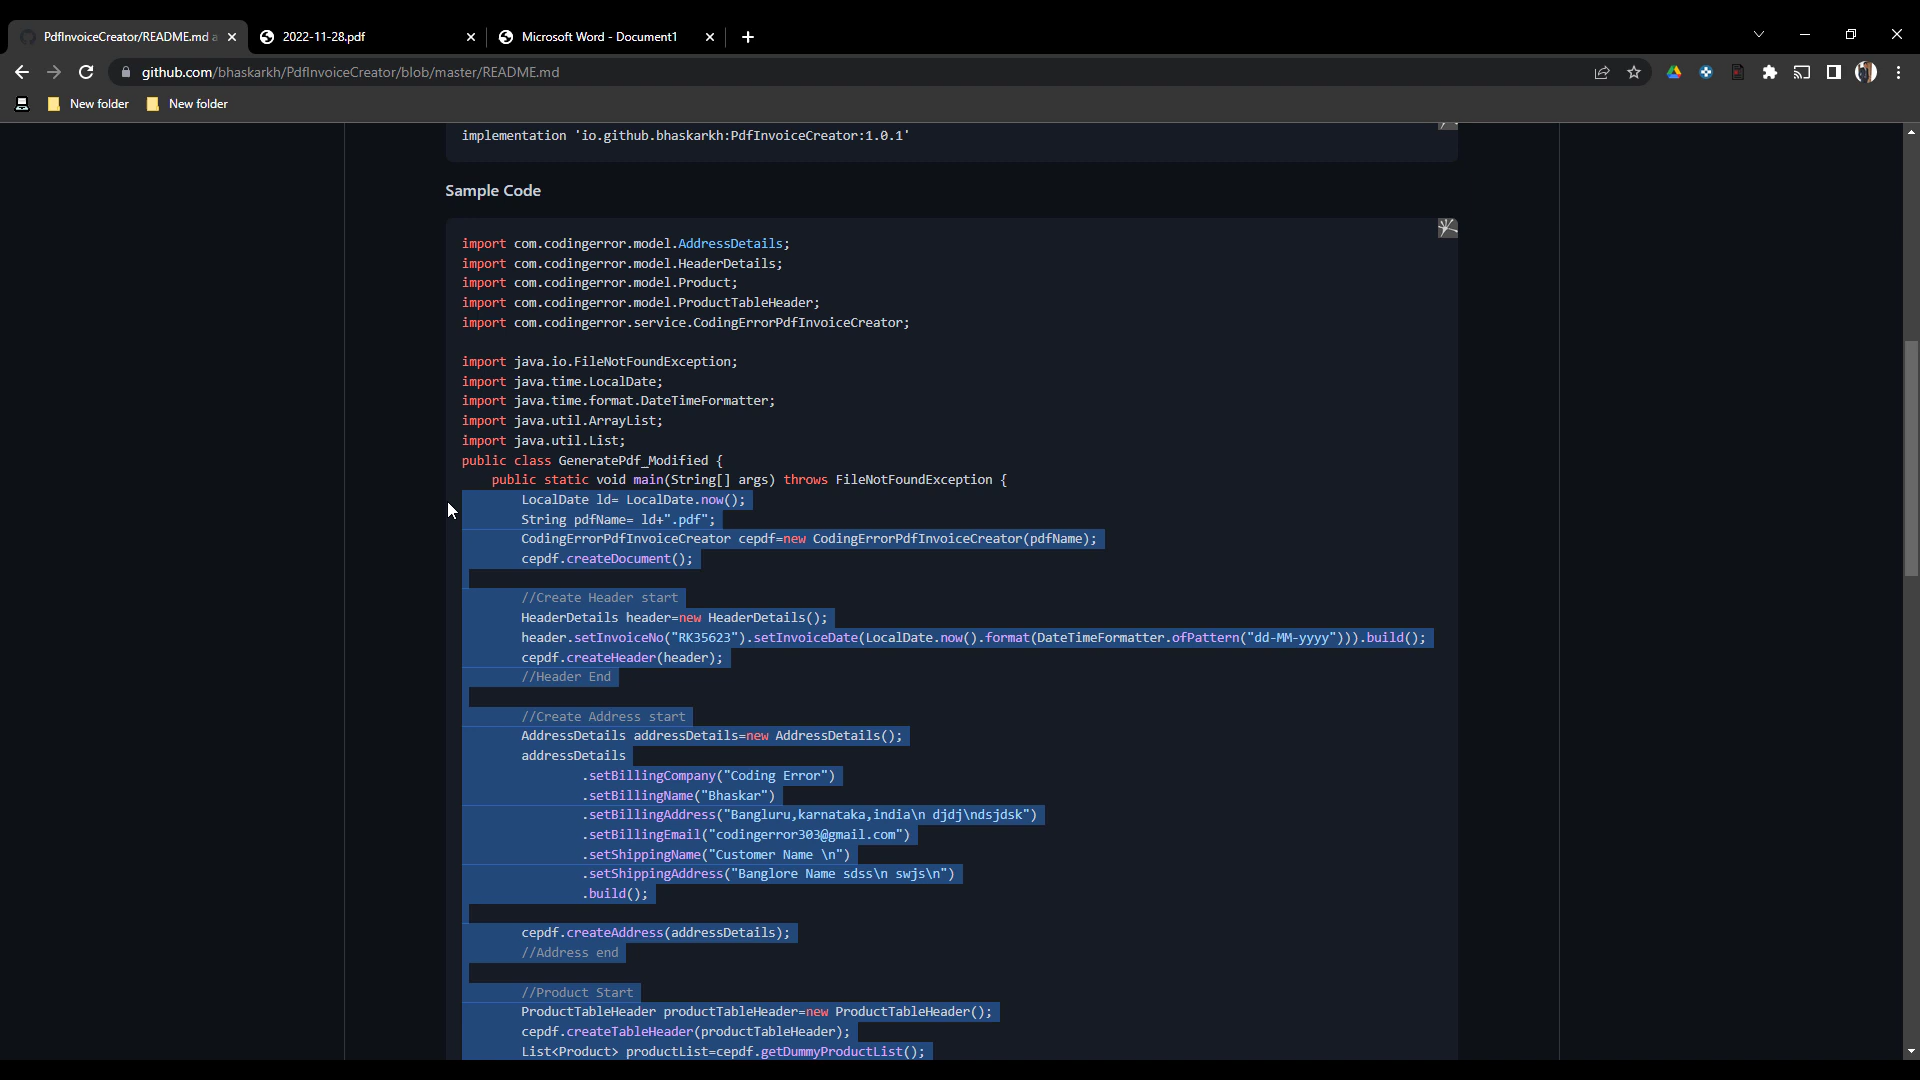 PdfInvoiceCreator/README.md a
2022-11-28.pdf
Microsoft Word - Document1
github.com/bhaskarkh/PdfInvoiceCreator/blob/master/README.md
New folder
New folder
implementation 'io.github.bhaskarkh:PdfInvoiceCreator:1.0.1'
Sample Code
import com.codingerror.model.AddressDetails;
import com.codingerror.model.HeaderDetails;
import com.codingerror.model.Product;
import com.codingerror.model.ProductTableHeader;
import com.codingerror.service.CodingErrorPdfInvoiceCreator;
import java.io.FileNotFoundException;
import java.time.LocalDate;
import java.time.format.DateTimeFormatter;
import java.util.ArrayList;
import java.util.List;
public class GeneratePdf_Modified {
public static void main(String[] args) throws FileNotFoundException {
LocalDate ld= LocalDate.now();
String pdfName= ld+".pdf";
CodingErrorPdfInvoiceCreator cepdf=new CodingErrorPdfInvoiceCreator(pdfName);
cepdf.createDocument();
//Create Header start
HeaderDetails header=new HeaderDetails();
header.setInvoiceNo("RK35623").setInvoiceDate(LocalDate.now().format(DateTimeFormatter.ofPattern("dd-MM-yyyy"))).build();
cepdf.createHeader(header);
//Header End
//Create Address start
AddressDetails addressDetails=new AddressDetails();
addressDetails
.setBillingCompany("Coding Error")
.setBillingName("Bhaskar")
.setBillingAddress("Bangluru,karnataka,india\n djdj\ndsjdsk")
.setBillingEmail("codingerror303@gmail.com")
.setShippingName("Customer Name \n")
.setShippingAddress("Banglore Name sdss\n swjs\n")
.build();
cepdf.createAddress(addressDetails);
//Address end
//Product Start
ProductTableHeader productTableHeader=new ProductTableHeader();
cepdf.createTableHeader(productTableHeader);
List<Product> productList=cepdf.getDummyProductList();